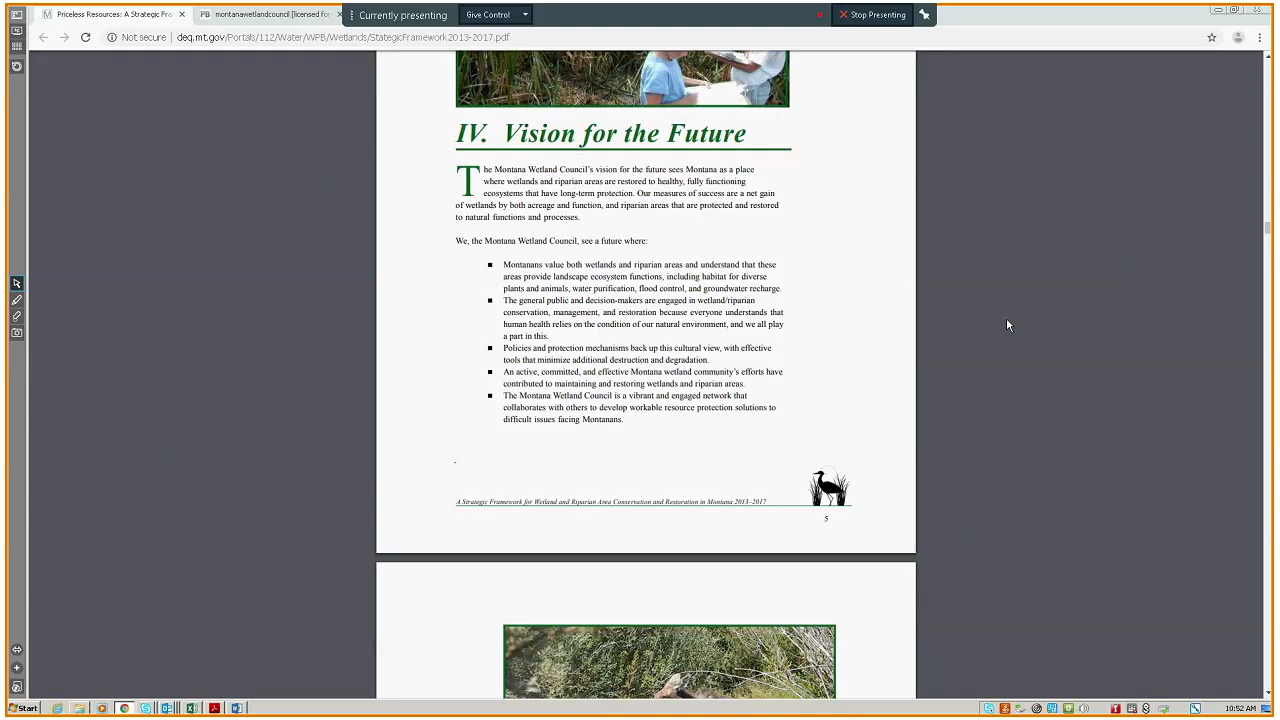 Priceless Resources: A Strategic Fra
montanawetlandcouncil [licensed for
Currently presenting
Give Control
Stop Presenting
Not secure
deq.mt.gov/Portals/112/Water/WPB/Wetlands/StategicFramework2013-2017.pdf
IV. Vision for the Future
The Montana Wetland Council's vision for the future sees Montana as a place
where wetlands and riparian areas are restored to healthy, fully functioning
ecosystems that have long-term protection. Our measures of success are a net gain
of wetlands by both acreage and function, and riparian areas that are protected and restored
to natural functions and processes.
We, the Montana Wetland Council, see a future where:
■ Montanans value both wetlands and riparian areas and understand that these
areas provide landscape ecosystem functions, including habitat for diverse
plants and animals, water purification, flood control, and groundwater recharge.
■ The general public and decision-makers are engaged in wetland/riparian
conservation, management, and restoration because everyone understands that
human health relies on the condition of our natural environment, and we all play
a part in this.
■ Policies and protection mechanisms back up this cultural view, with effective
tools that minimize additional destruction and degradation.
■ An active, committed, and effective Montana wetland community's efforts have
contributed to maintaining and restoring wetlands and riparian areas.
■ The Montana Wetland Council is a vibrant and engaged network that
collaborates with others to develop workable resource protection solutions to
difficult issues facing Montanans.
A Strategic Framework for Wetland and Riparian Area Conservation and Restoration in Montana 2013–2017
5
Start
10:52 AM